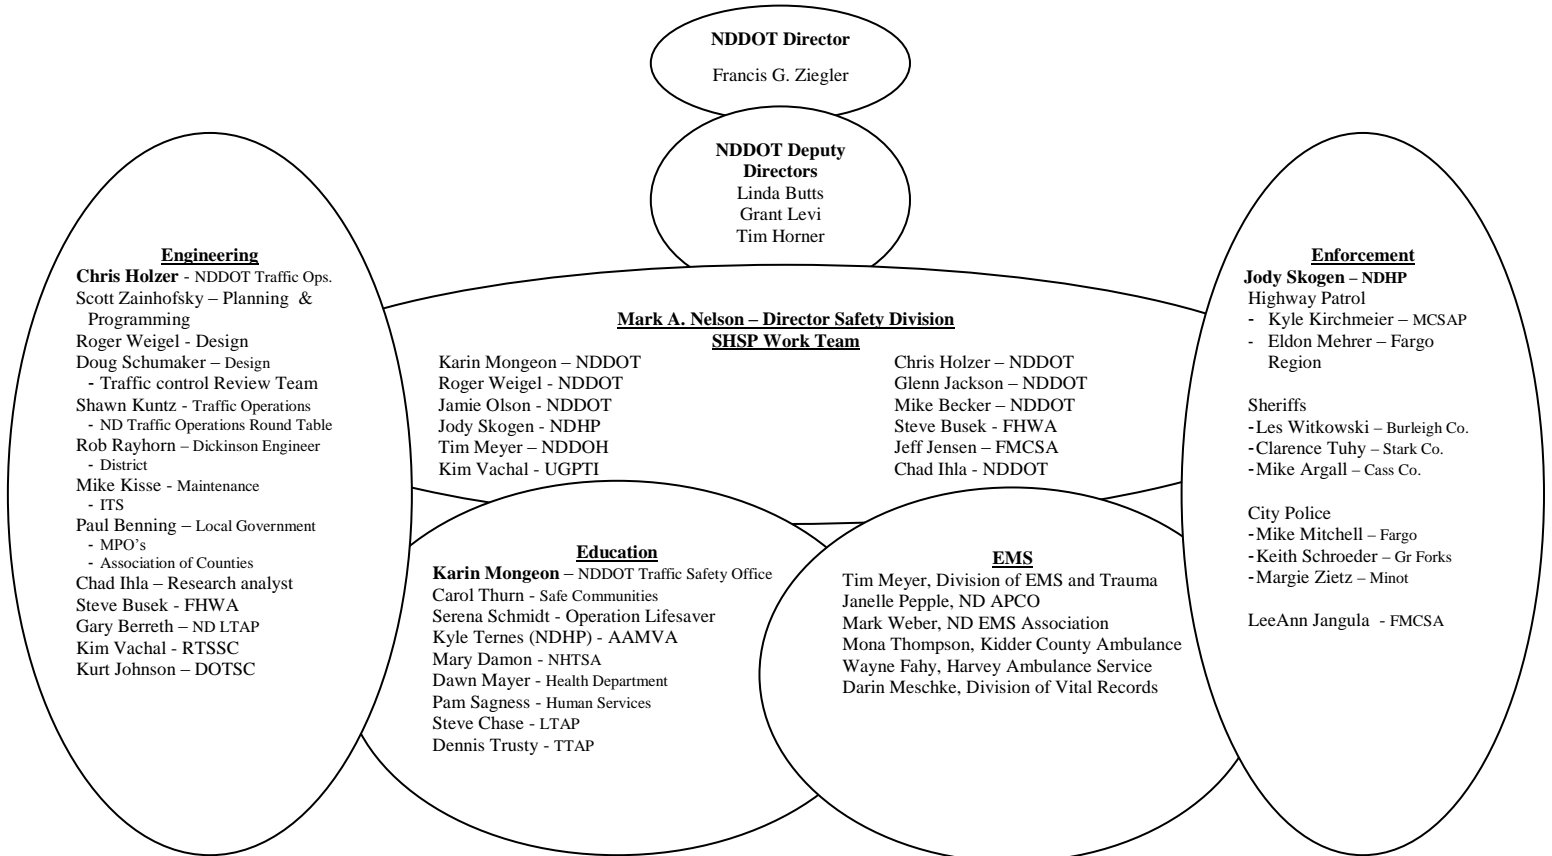 NDDOT Director
Francis G. Ziegler
NDDOT Deputy
Directors
Linda Butts
Grant Levi
Tim Horner
Engineering
Chris Holzer - NDDOT Traffic Ops.
Scott Zainhofsky – Planning &
Programming
Roger Weigel - Design
Doug Schumaker – Design
- Traffic control Review Team
Shawn Kuntz - Traffic Operations
- ND Traffic Operations Round Table
Rob Rayhorn – Dickinson Engineer
- District
Mike Kisse - Maintenance
- ITS
Paul Benning – Local Government
- MPO's
- Association of Counties
Chad Ihla – Research analyst
Steve Busek - FHWA
Gary Berreth – ND LTAP
Kim Vachal - RTSSC
Kurt Johnson – DOTSC
Mark A. Nelson – Director Safety Division
SHSP Work Team
Karin Mongeon – NDDOT
Roger Weigel - NDDOT
Jamie Olson - NDDOT
Jody Skogen - NDHP
Tim Meyer – NDDOH
Kim Vachal - UGPTI
Chris Holzer – NDDOT
Glenn Jackson – NDDOT
Mike Becker – NDDOT
Steve Busek - FHWA
Jeff Jensen – FMCSA
Chad Ihla - NDDOT
Education
Karin Mongeon – NDDOT Traffic Safety Office
Carol Thurn - Safe Communities
Serena Schmidt - Operation Lifesaver
Kyle Ternes (NDHP) - AAMVA
Mary Damon - NHTSA
Dawn Mayer - Health Department
Pam Sagness - Human Services
Steve Chase - LTAP
Dennis Trusty - TTAP
EMS
Tim Meyer, Division of EMS and Trauma
Janelle Pepple, ND APCO
Mark Weber, ND EMS Association
Mona Thompson, Kidder County Ambulance
Wayne Fahy, Harvey Ambulance Service
Darin Meschke, Division of Vital Records
Enforcement
Jody Skogen – NDHP
Highway Patrol
- Kyle Kirchmeier – MCSAP
- Eldon Mehrer – Fargo
Region
Sheriffs
-Les Witkowski – Burleigh Co.
-Clarence Tuhy – Stark Co.
-Mike Argall – Cass Co.
City Police
-Mike Mitchell – Fargo
-Keith Schroeder – Gr Forks
-Margie Zietz – Minot
LeeAnn Jangula - FMCSA